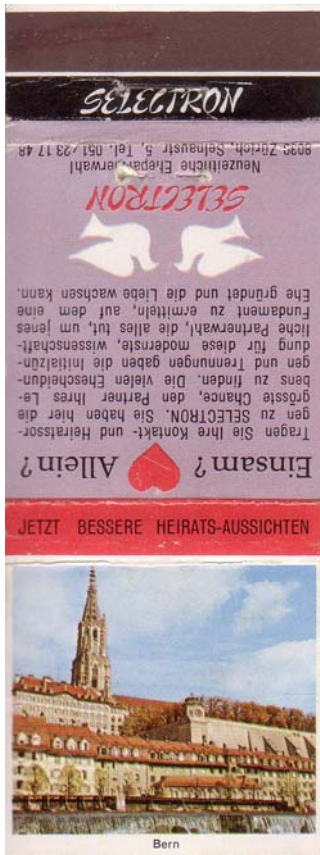 SELECTRON
Einsam? Allein?
Tragen Sie Ihre Kontakt- und Heiratssor-
gen zu SELECTRON. Sie haben hier die
grösste Chance, den Partner Ihres Le-
bens zu finden. Die vielen Ehescheidun-
gen und Trennungen gaben die Initialzün-
dung für diese modernste, wissenschaft-
liche Partnerwahl, die alles tut, um jenes
Fundament zu ermitteln, auf dem eine
Ehe gründet und die Liebe wachsen kann.
SELECTRON
Neuzeitliche Ehepartnerwahl
Zürich, Selnaustr 5, Tel. 051 /23 17 48
JETZT BESSERE HEIRATS-AUSSICHTEN
Bern